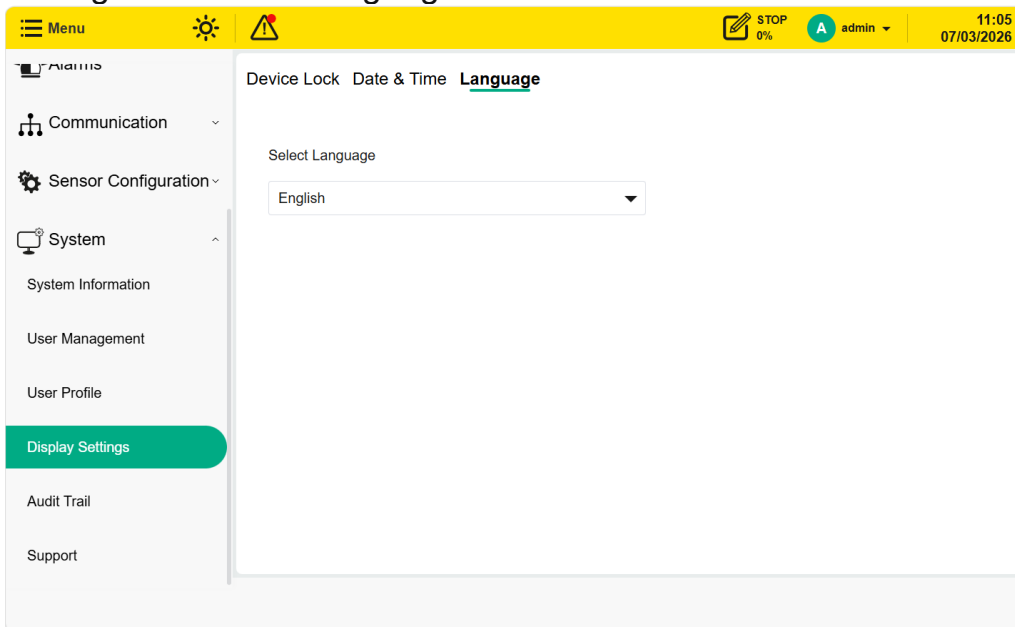 Menu
STOP
0%
A admin
11:05
07/03/2026
Alarms
Communication
Sensor Configuration
System
System Information
User Management
User Profile
Display Settings
Audit Trail
Support
Device Lock Date & Time Language
Select Language
English